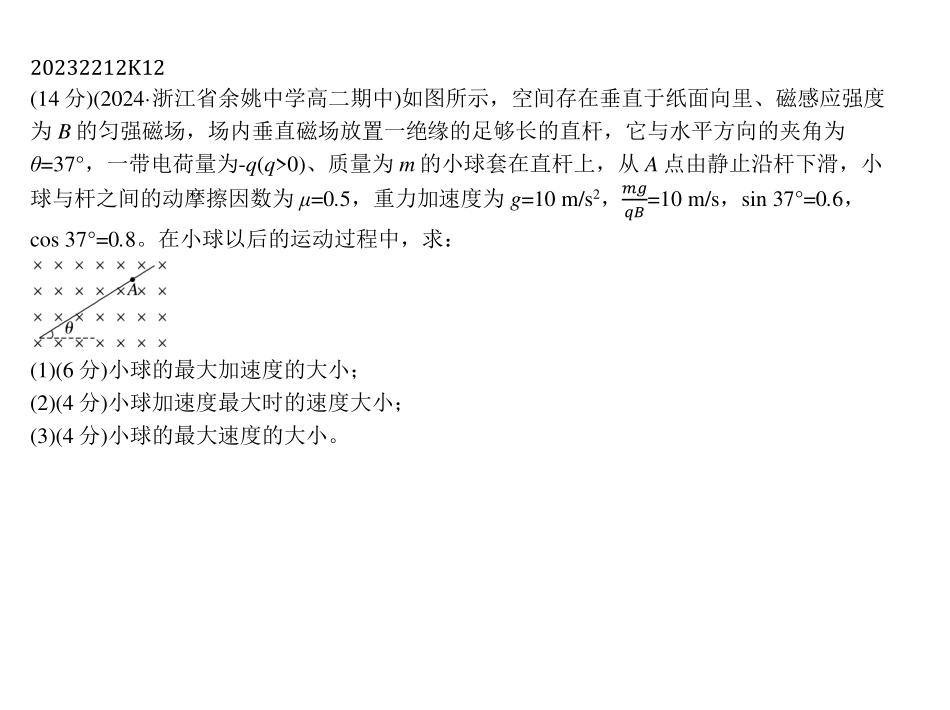 20232212K12
(14 分)(2024·浙江省余姚中学高二期中)如图所示，空间存在垂直于纸面向里、磁感应强度
为 B 的匀强磁场，场内垂直磁场放置一绝缘的足够长的直杆，它与水平方向的夹角为
θ=37°，一带电荷量为-q(q>0)、质量为 m 的小球套在直杆上，从 A 点由静止沿杆下滑，小
球与杆之间的动摩擦因数为 μ=0.5，重力加速度为 g=10 m/s²，mg/qB=10 m/s，sin 37°=0.6，
cos 37°=0.8。在小球以后的运动过程中，求：
A
θ
(1)(6 分)小球的最大加速度的大小；
(2)(4 分)小球加速度最大时的速度大小；
(3)(4 分)小球的最大速度的大小。